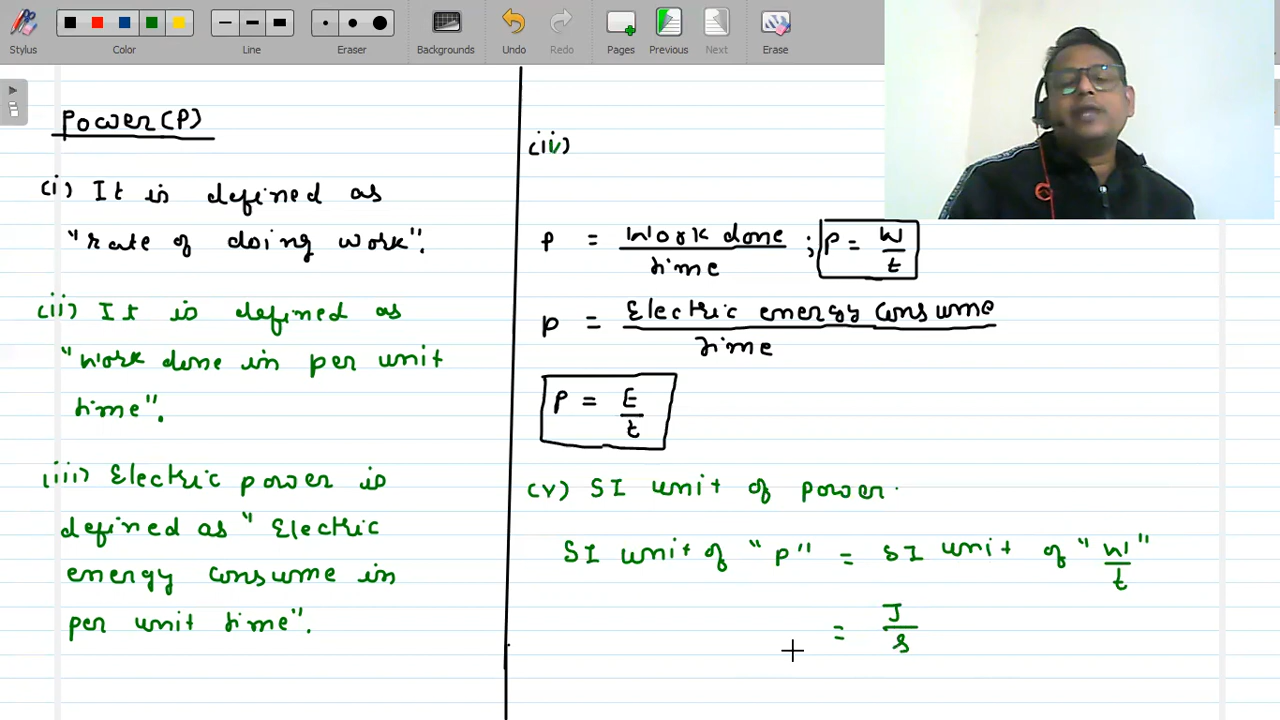 Stylus
Color
Line
Eraser
Backgrounds
Undo
Redo
Pages
Previous
Next
Erase
Power(P)
(i) It is defined as
"rate of doing work".
(ii) It is defined as
"Work done in per unit
time".
(iii) Electric power is
defined as "Electric
energy consume in
per unit time".
(iv)
P = Work done / time ; P = W / t
P = Electric energy consume / time
P = E / t
(v) SI unit of power.
SI unit of "P" = SI unit of "W / t"
= J / s